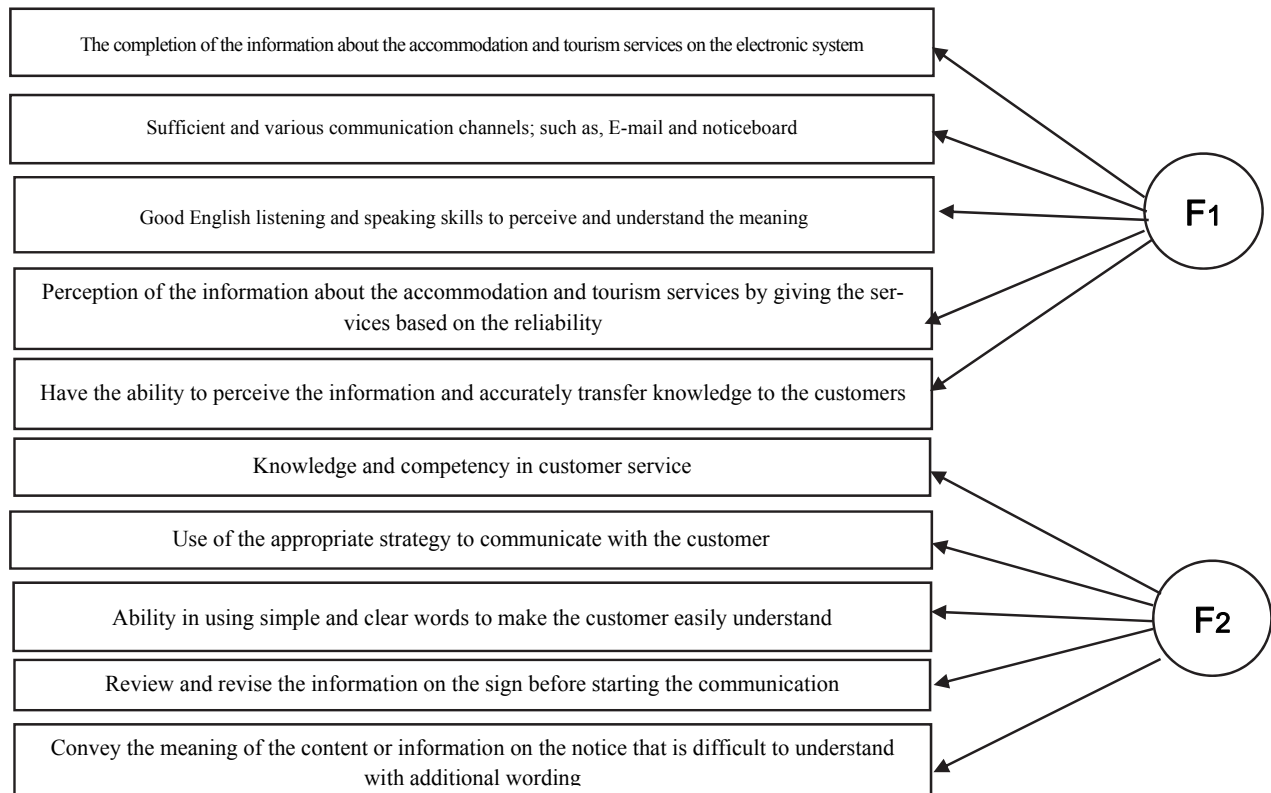 The completion of the information about the accommodation and tourism services on the electronic system
Sufficient and various communication channels; such as, E-mail and noticeboard
Good English listening and speaking skills to perceive and understand the meaning
F1
Perception of the information about the accommodation and tourism services by giving the ser-
vices based on the reliability
Have the ability to perceive the information and accurately transfer knowledge to the customers
Knowledge and competency in customer service
Use of the appropriate strategy to communicate with the customer
Ability in using simple and clear words to make the customer easily understand
F2
Review and revise the information on the sign before starting the communication
Convey the meaning of the content or information on the notice that is difficult to understand
with additional wording